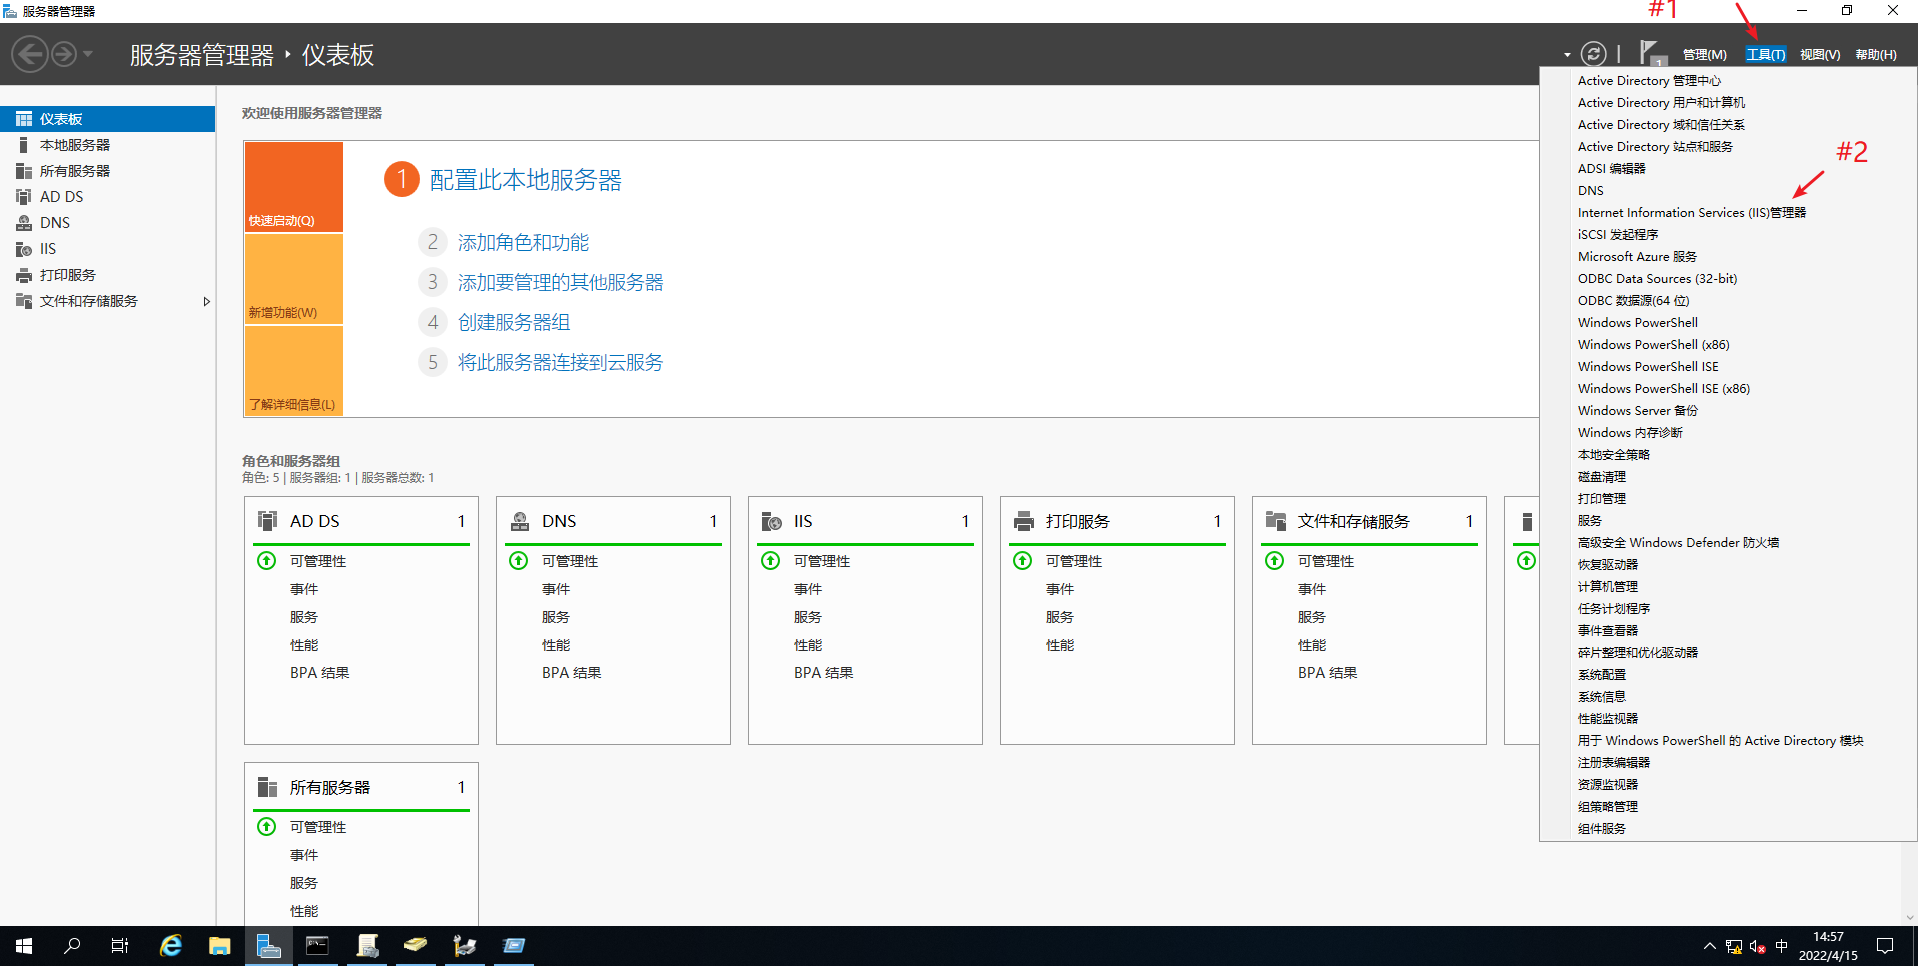 服务器管理器
#1
服务器管理器 ‣ 仪表板
1
管理(M)
工具(T)
视图(V)
帮助(H)
仪表板
本地服务器
所有服务器
AD DS
DNS
IIS
打印服务
文件和存储服务
欢迎使用服务器管理器
快速启动(Q)
新增功能(W)
了解详细信息(L)
1 配置此本地服务器
2 添加角色和功能
3 添加要管理的其他服务器
4 创建服务器组
5 将此服务器连接到云服务
角色和服务器组
角色: 5 | 服务器组: 1 | 服务器总数: 1
AD DS 1
可管理性
事件
服务
性能
BPA 结果
DNS 1
可管理性
事件
服务
性能
BPA 结果
IIS 1
可管理性
事件
服务
性能
BPA 结果
打印服务 1
可管理性
事件
服务
性能
文件和存储服务 1
可管理性
事件
服务
性能
BPA 结果
所有服务器 1
可管理性
事件
服务
性能
Active Directory 管理中心
Active Directory 用户和计算机
Active Directory 域和信任关系
Active Directory 站点和服务
#2
ADSI 编辑器
DNS
Internet Information Services (IIS)管理器
iSCSI 发起程序
Microsoft Azure 服务
ODBC Data Sources (32-bit)
ODBC 数据源(64 位)
Windows PowerShell
Windows PowerShell (x86)
Windows PowerShell ISE
Windows PowerShell ISE (x86)
Windows Server 备份
Windows 内存诊断
本地安全策略
磁盘清理
打印管理
服务
高级安全 Windows Defender 防火墙
恢复驱动器
计算机管理
任务计划程序
事件查看器
碎片整理和优化驱动器
系统配置
系统信息
性能监视器
用于 Windows PowerShell 的 Active Directory 模块
注册表编辑器
资源监视器
组策略管理
组件服务
中
14:57
2022/4/15